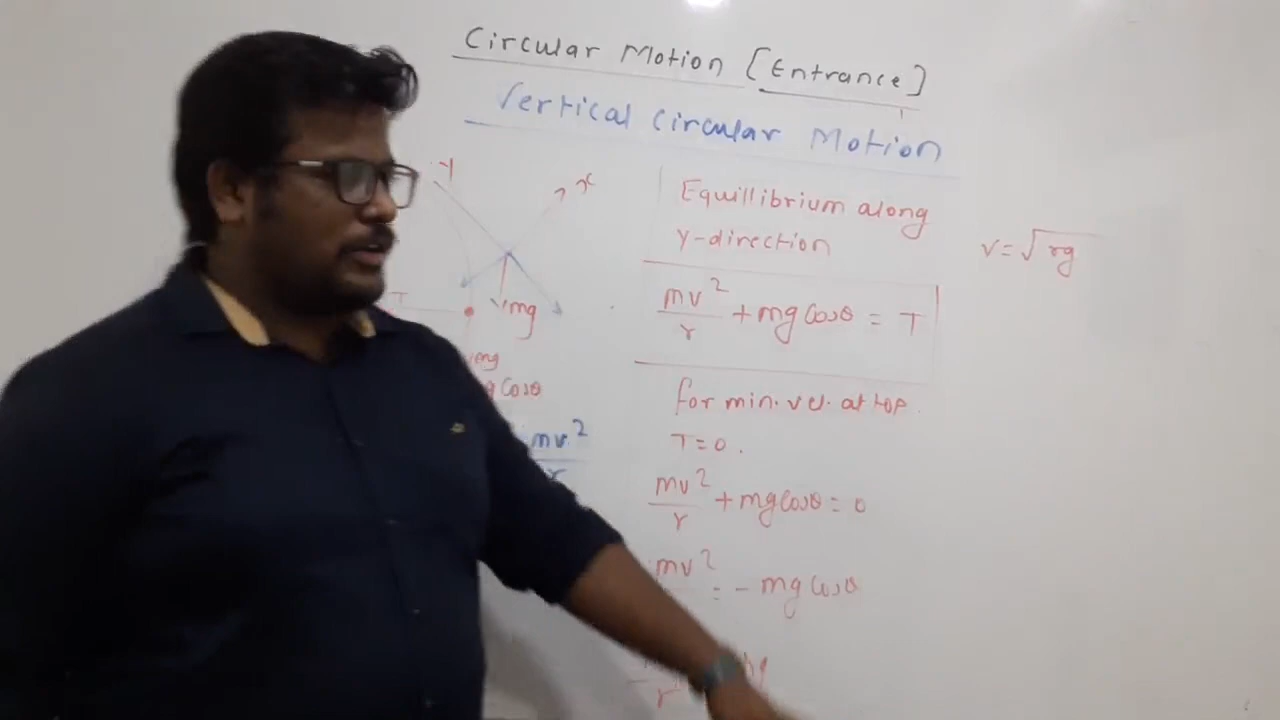 Circular Motion [Entrance]
Vertical Circular Motion
Y
x
T
mg
mg
Cosθ
mv²
r
Equillibrium along
Y-direction
mv²/r + mg Cosθ = T
for min. vel. at top.
T = 0.
mv²/r + mg Cosθ = 0
mv² = - mg Cosθ
r
v = √rg